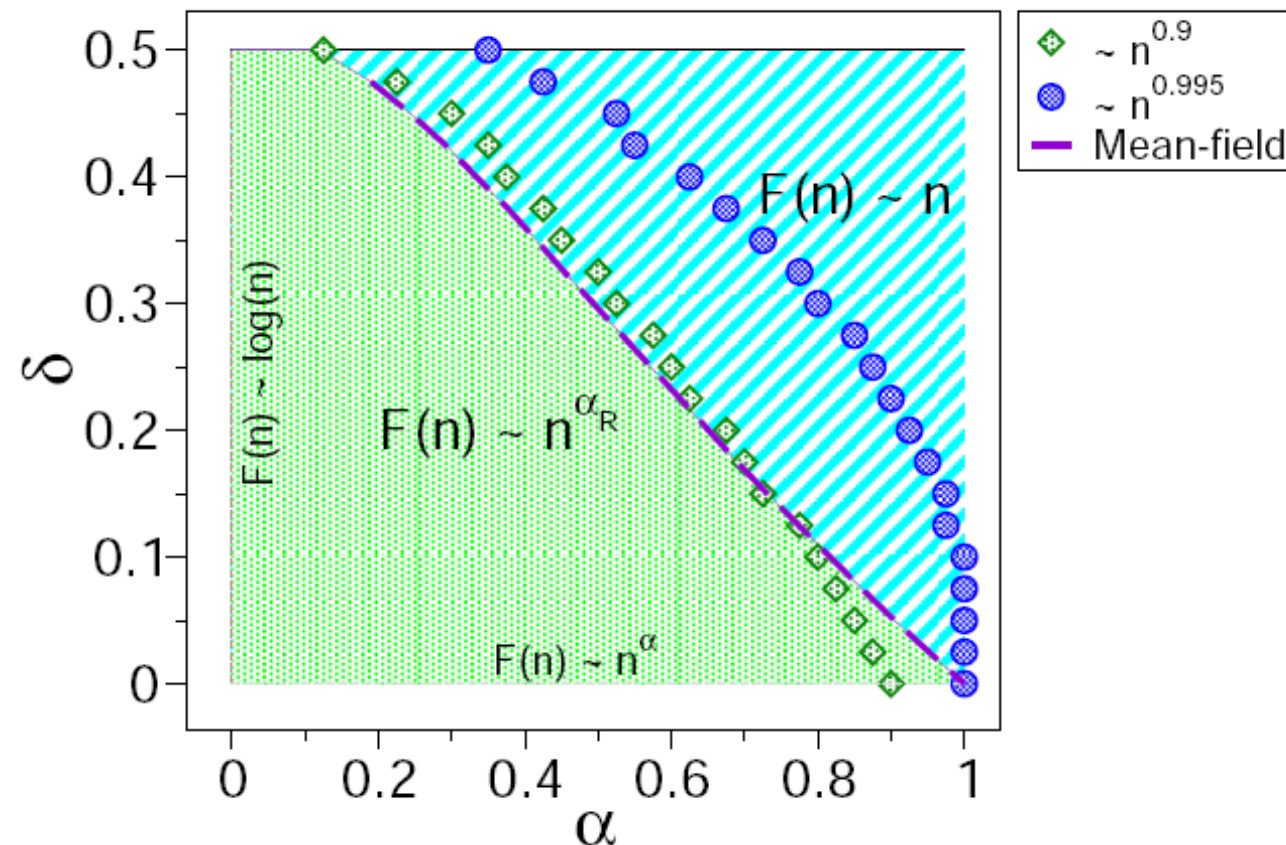 0.5
0.4
0.3
0.2
0.1
0
δ
0
0.2
0.4
0.6
0.8
1
α
F(n) ~ log(n)
F(n) ~ n^{α_R}
F(n) ~ n^α
F(n) ~ n
~ n^{0.9}
~ n^{0.995}
Mean-field